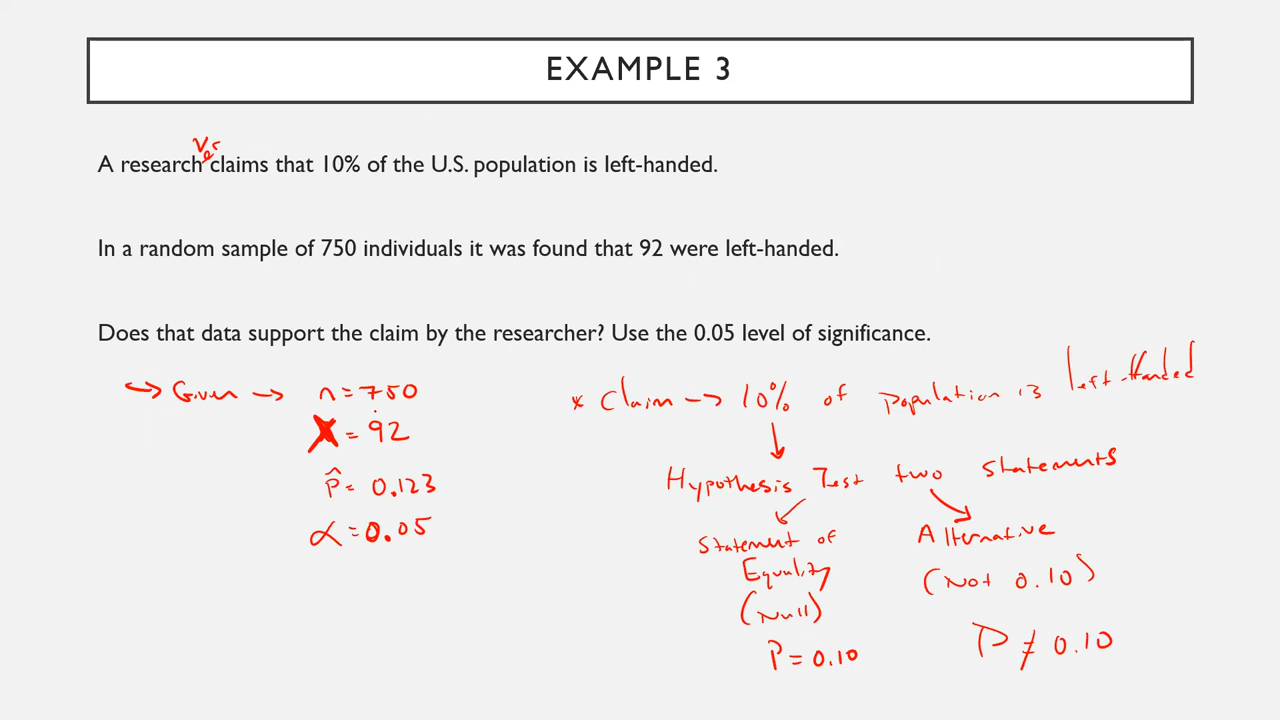 EXAMPLE 3
A research claims that 10% of the U.S. population is left-handed.
In a random sample of 750 individuals it was found that 92 were left-handed.
Does that data support the claim by the researcher? Use the 0.05 level of significance.
Given → n = 750
X = 92
p̂ = 0.123
α = 0.05
* Claim → 10% of population is left-Handed
Hypothesis Test two Statements
Statement of
Equality
(Null)
P = 0.10
Alternative
(Not 0.10)
P ≠ 0.10